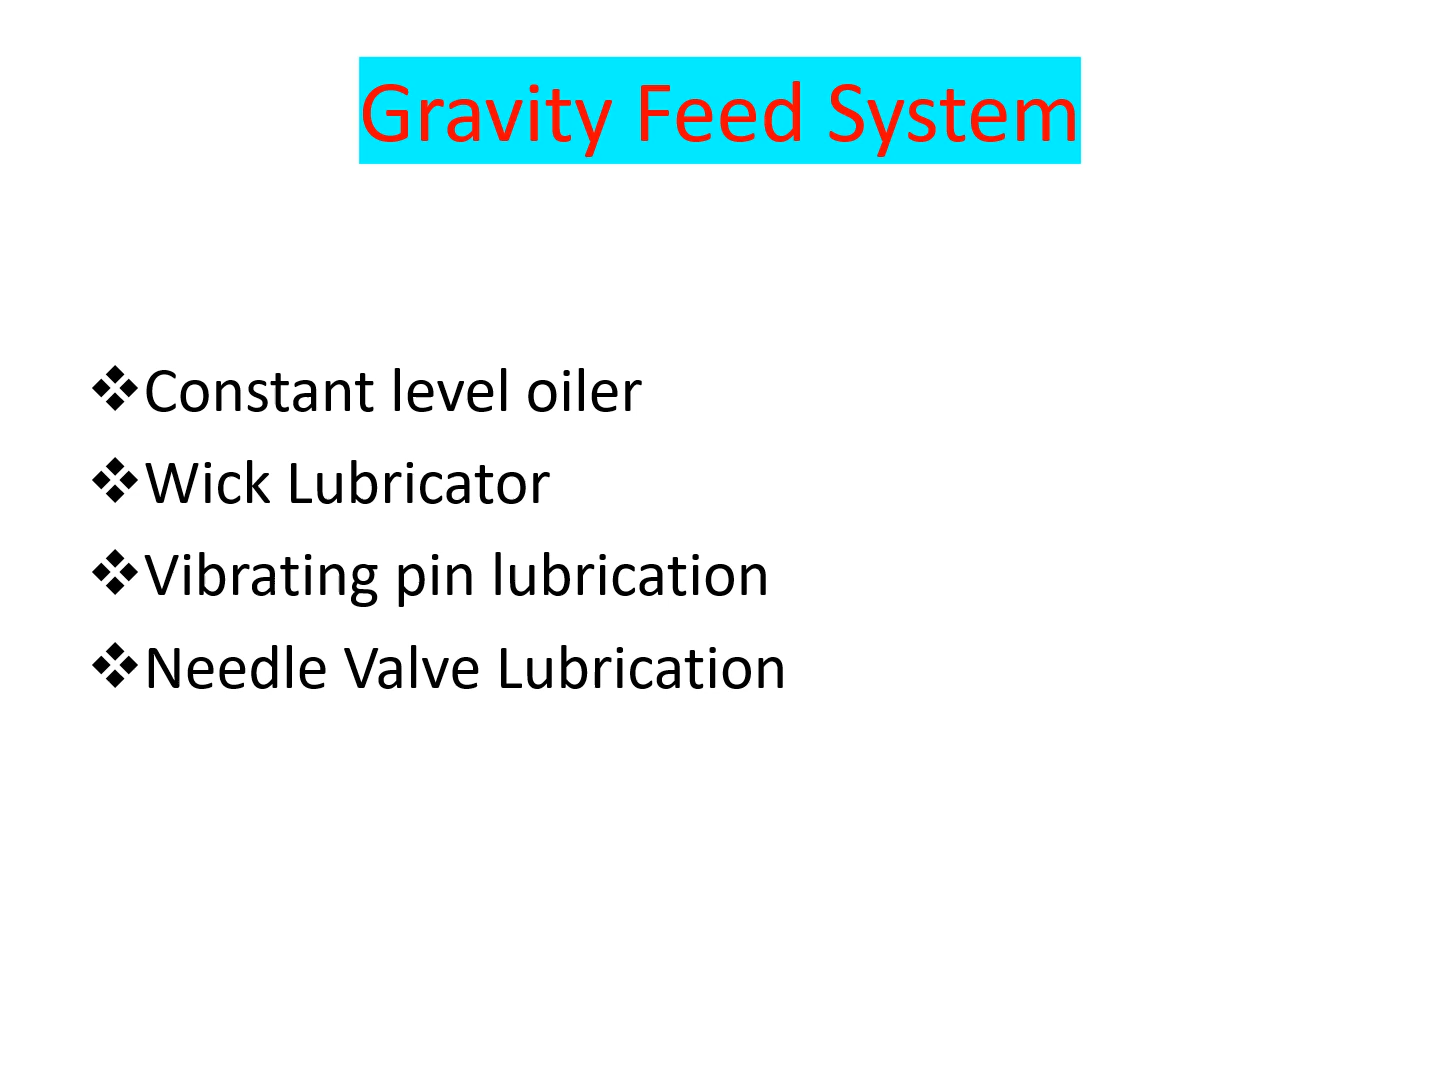 Gravity Feed System
❖Constant level oiler
❖Wick Lubricator
❖Vibrating pin lubrication
❖Needle Valve Lubrication